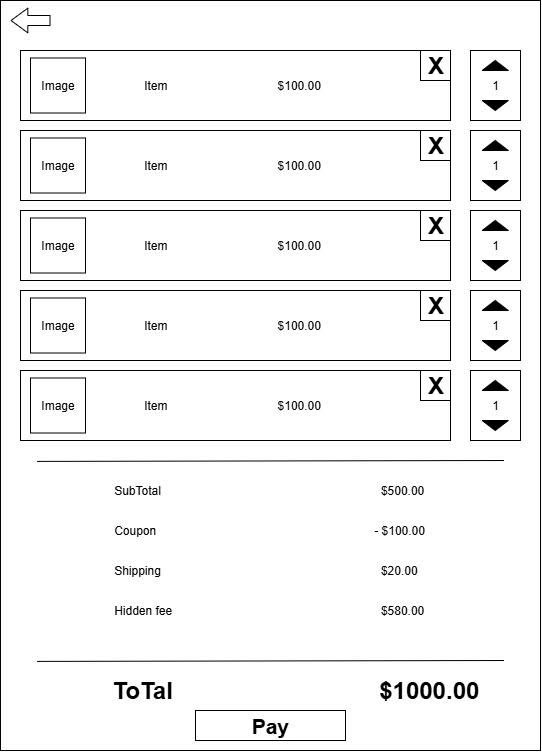 X
Image Item $100.00 1
X
Image Item $100.00 1
X
Image Item $100.00 1
X
Image Item $100.00 1
X
Image Item $100.00 1
SubTotal $500.00
Coupon - $100.00
Shipping $20.00
Hidden fee $580.00
ToTal $1000.00
Pay